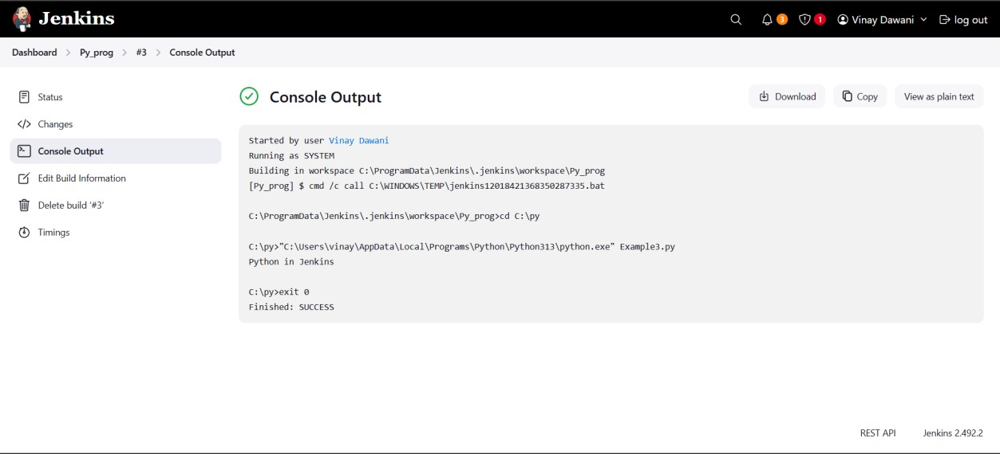 Jenkins
3
1
Vinay Dawani
log out
Dashboard > Py_prog > #3 > Console Output
Status
Changes
Console Output
Edit Build Information
Delete build '#3'
Timings
Console Output
Download
Copy
View as plain text
Started by user Vinay Dawani
Running as SYSTEM
Building in workspace C:\ProgramData\Jenkins\.jenkins\workspace\Py_prog
[Py_prog] $ cmd /c call C:\WINDOWS\TEMP\jenkins12018421368350287335.bat
C:\ProgramData\Jenkins\.jenkins\workspace\Py_prog>cd C:\py
C:\py>"C:\Users\vinay\AppData\Local\Programs\Python\Python313\python.exe" Example3.py
Python in Jenkins
C:\py>exit 0
Finished: SUCCESS
REST API
Jenkins 2.492.2